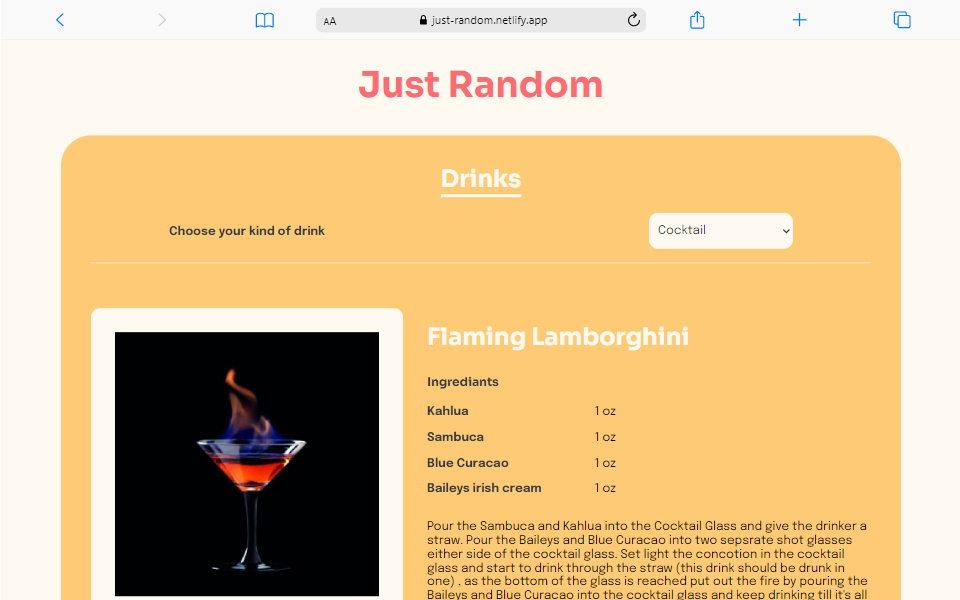 AA just-random.netlify.app
Just Random
Drinks
Choose your kind of drink Cocktail
Flaming Lamborghini
Ingrediants
Kahlua 1 oz
Sambuca 1 oz
Blue Curacao 1 oz
Baileys irish cream 1 oz
Pour the Sambuca and Kahlua into the Cocktail Glass and give the drinker a
straw. Pour the Baileys and Blue Curacao into two sepsrate shot glasses
either side of the cocktail glass. Set light the concotion in the cocktail
glass and start to drink through the straw (this drink should be drunk in
one) , as the bottom of the glass is reached put out the fire by pouring the
Baileys and Blue Curacao into the cocktail glass and keep drinking till it's all